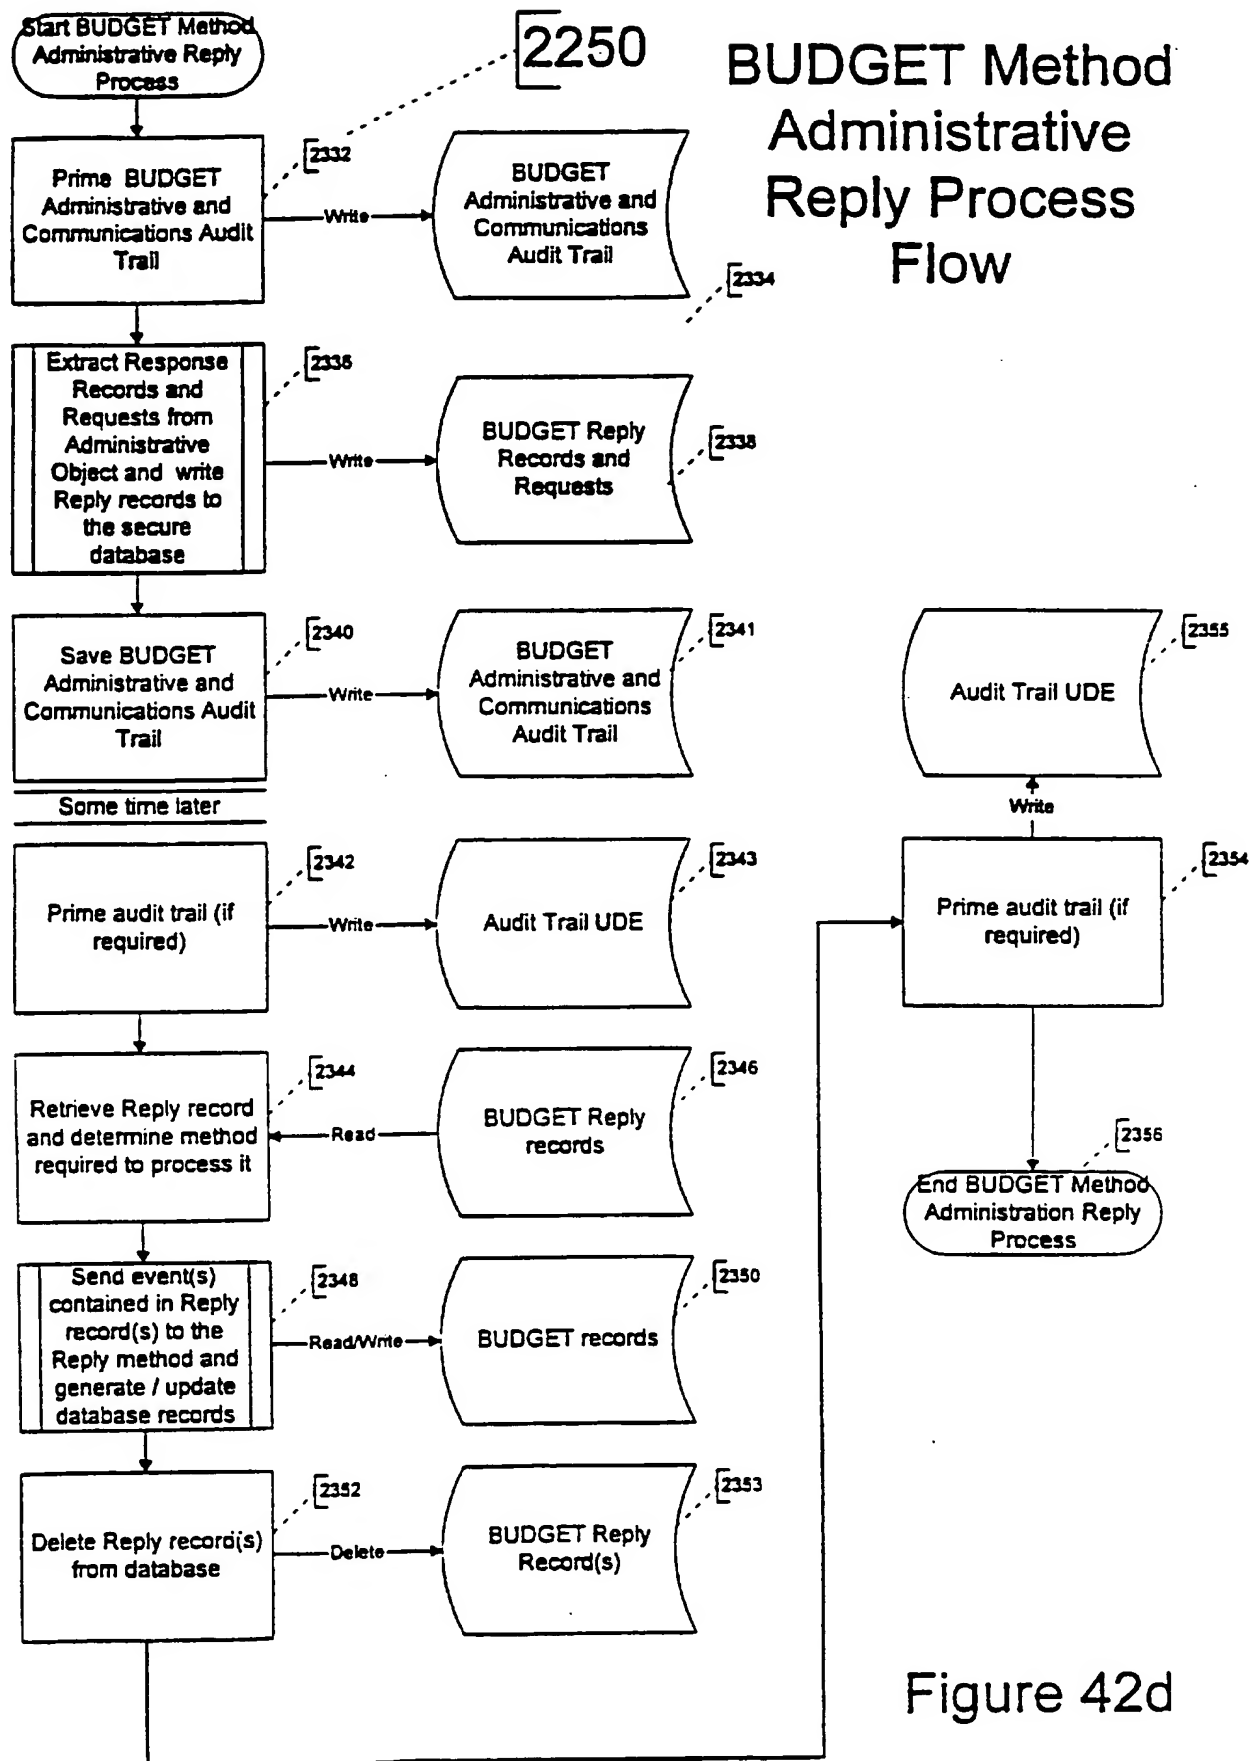 Start BUDGET Method
Administrative Reply
Process
2250
BUDGET Method
Administrative
Reply Process
Flow
Prime BUDGET
Administrative and
Communications Audit
Trail
2332
Write
BUDGET
Administrative and
Communications
Audit Trail
2334
Extract Response
Records and
Requests from
Administrative
Object and write
Reply records to
the secure
database
2336
Write
BUDGET Reply
Records and
Requests
2338
Save BUDGET
Administrative and
Communications Audit
Trail
2340
Write
BUDGET
Administrative and
Communications
Audit Trail
2341
Some time later
Prime audit trail (if
required)
2342
Write
Audit Trail UDE
2343
Retrieve Reply record
and determine method
required to process it
2344
Read
BUDGET Reply
records
2346
Send event(s)
contained in Reply
record(s) to the
Reply method and
generate / update
database records
2348
Read/Write
BUDGET records
2350
Delete Reply record(s)
from database
2352
Delete
BUDGET Reply
Record(s)
2353
Audit Trail UDE
2355
Write
Prime audit trail (if
required)
2354
End BUDGET Method
Administration Reply
Process
2356
Figure 42d